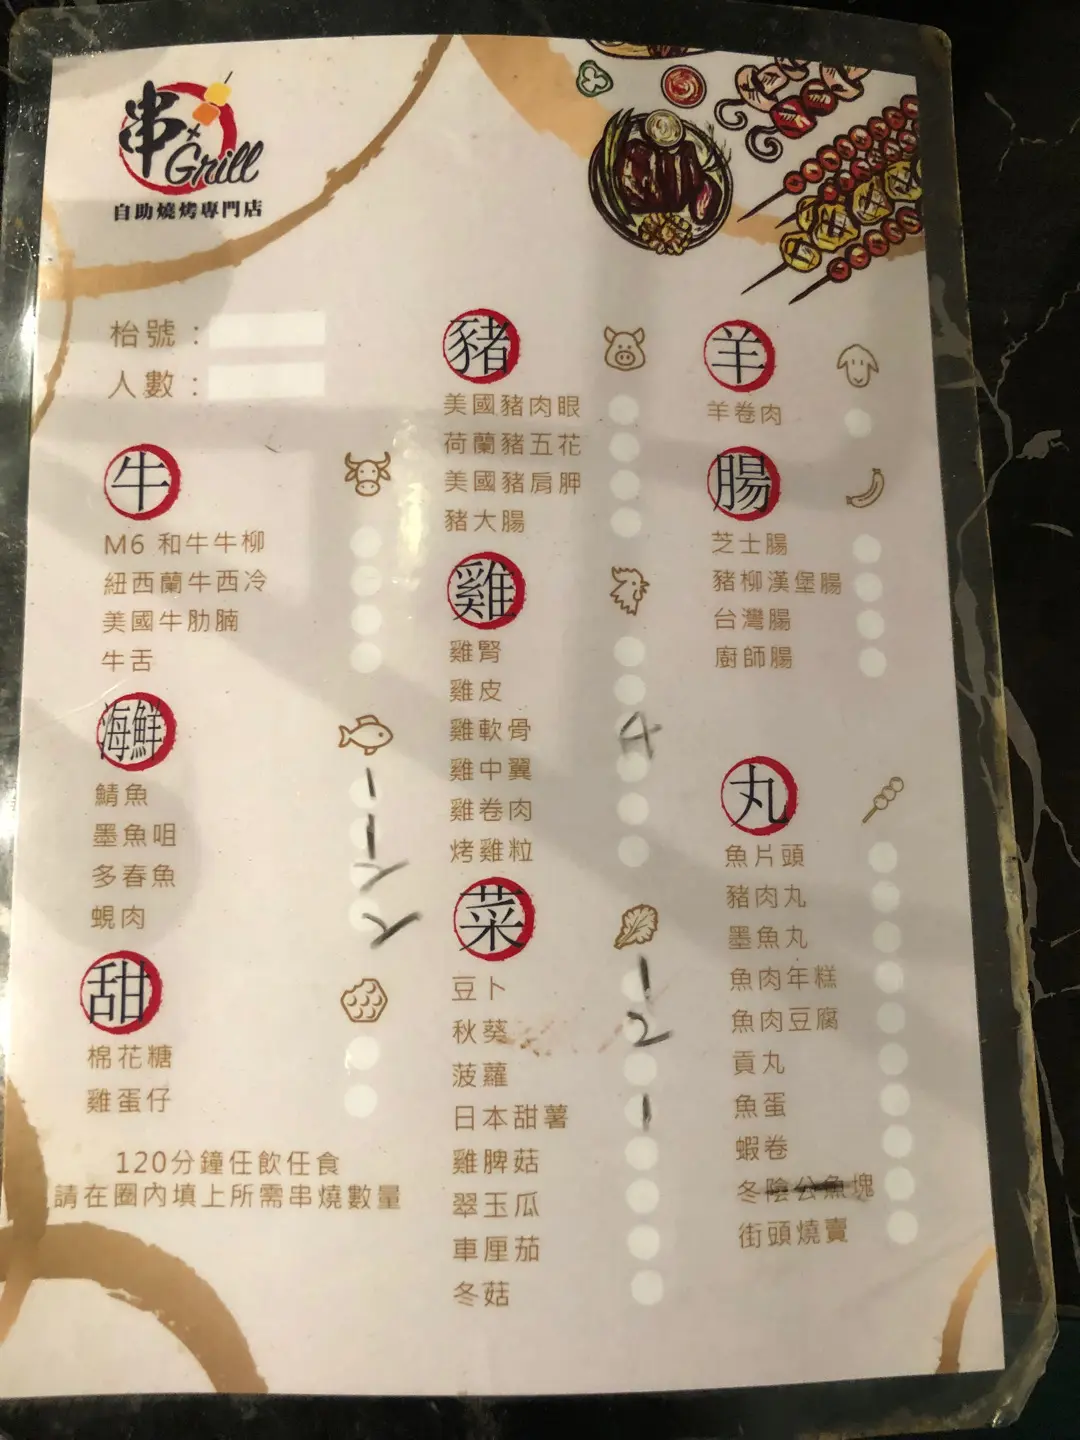 串
Grill
自助燒烤專門店
枱號：
人數：
牛
M6 和牛牛柳
紐西蘭牛西冷
美國牛肋腩
牛舌
海鮮
鯖魚
墨魚咀
多春魚
蜆肉
甜
棉花糖
雞蛋仔
120分鐘任飲任食
請在圈內填上所需串燒數量
豬
美國豬肉眼
荷蘭豬五花
美國豬肩胛
豬大腸
雞
雞腎
雞皮
雞軟骨
雞中翼
雞卷肉
烤雞粒
菜
豆卜
秋葵
菠蘿
日本甜薯
雞脾菇
翠玉瓜
車厘茄
冬菇
羊
羊卷肉
腸
芝士腸
豬柳漢堡腸
台灣腸
廚師腸
丸
魚片頭
豬肉丸
墨魚丸
魚肉年糕
魚肉豆腐
貢丸
魚蛋
蝦卷
冬陰公魚塊
街頭燒賣